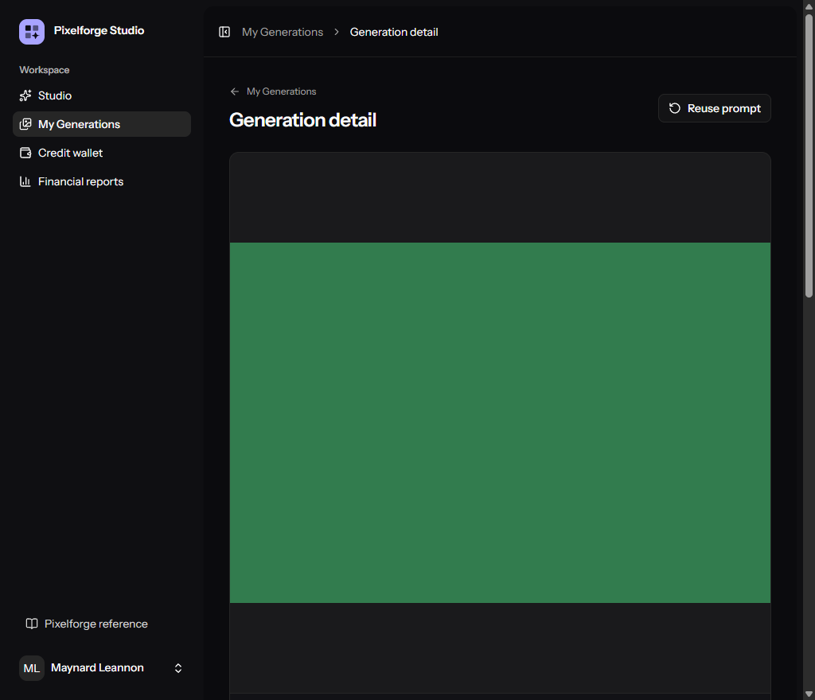 Pixelforge Studio
Workspace
Studio
My Generations
Credit wallet
Financial reports
Pixelforge reference
ML Maynard Leannon
My Generations > Generation detail
← My Generations
Generation detail
Reuse prompt